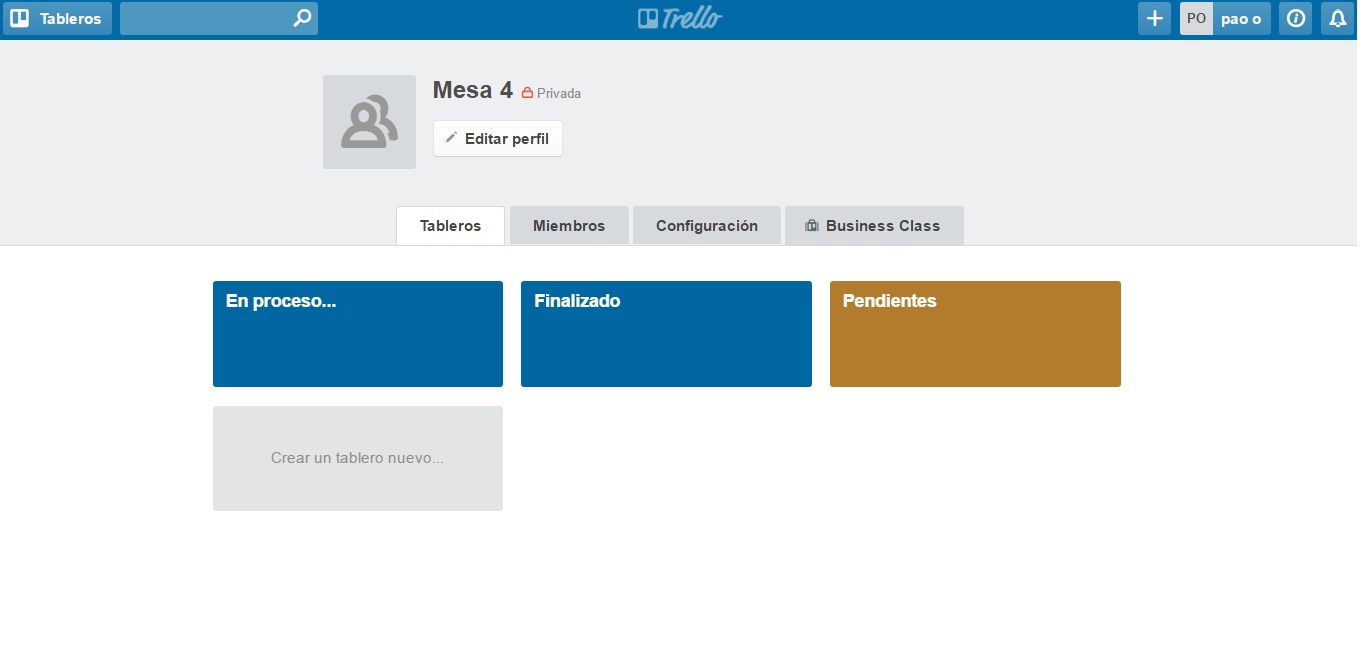 Tableros
Trello
PO pao o
Mesa 4 Privada
Editar perfil
Tableros Miembros Configuración Business Class
En proceso... Finalizado Pendientes
Crear un tablero nuevo...